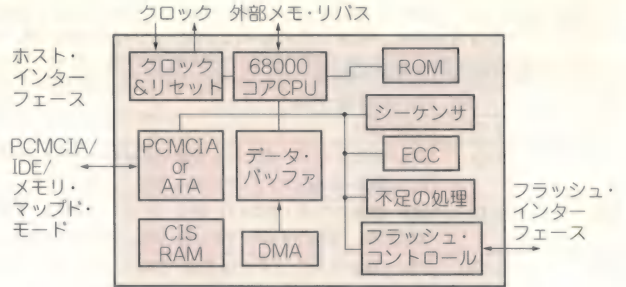 クロック
外部メモ・リバス
ホスト・
インター
フェース
クロック
&リセット
68000
コアCPU
ROM
シーケンサ
PCMCIA/
IDE/
メモリ・
マップド・
モード
PCMCIA
or
ATA
データ・
バッファ
ECC
不足の処理
フラッシュ・
インター
フェース
CIS
RAM
DMA
フラッシュ・
コントロール